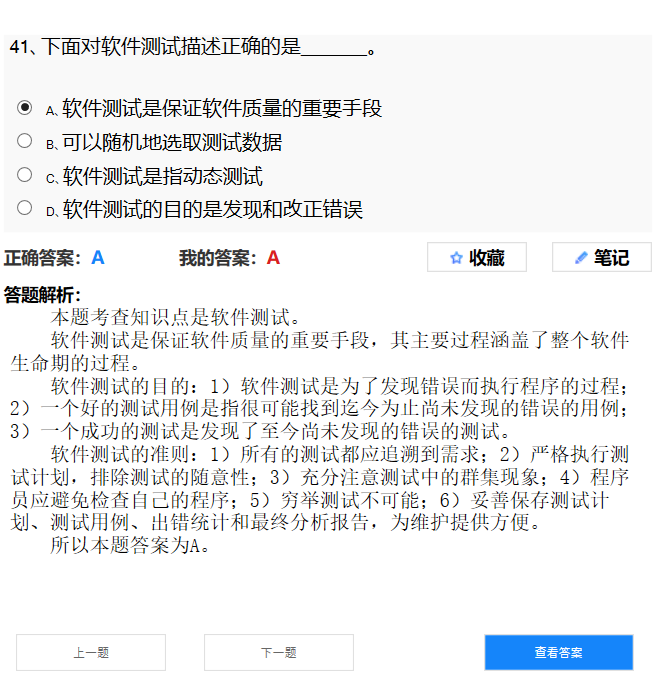 41、下面对软件测试描述正确的是______。
A、软件测试是保证软件质量的重要手段
B、可以随机地选取测试数据
C、软件测试是指动态测试
D、软件测试的目的是发现和改正错误
正确答案：A 我的答案：A 收藏 笔记
答题解析：
本题考查知识点是软件测试。
软件测试是保证软件质量的重要手段，其主要过程涵盖了整个软件
生命期的过程。
软件测试的目的：1）软件测试是为了发现错误而执行程序的过程；
2）一个好的测试用例是指很可能找到迄今为止尚未发现的错误的用例；
3）一个成功的测试是发现了至今尚未发现的错误的测试。
软件测试的准则：1）所有的测试都应追溯到需求；2）严格执行测
试计划，排除测试的随意性；3）充分注意测试中的群集现象；4）程序
员应避免检查自己的程序；5）穷举测试不可能；6）妥善保存测试计
划、测试用例、出错统计和最终分析报告，为维护提供方便。
所以本题答案为A。
上一题 下一题 查看答案